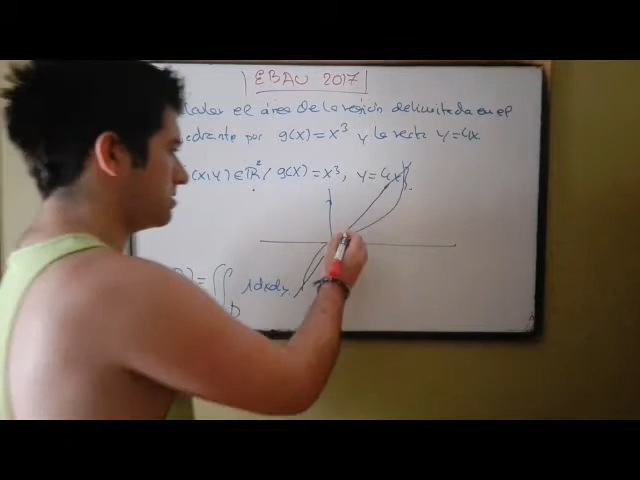 EBAU 2017
el área de la región delimitada en el
por g(x) = x³ y la recta y = 4x
(x,y) ∈ ℝ² / g(x) = x³, y = 4x}.
= ∬ 1dxdy.
D